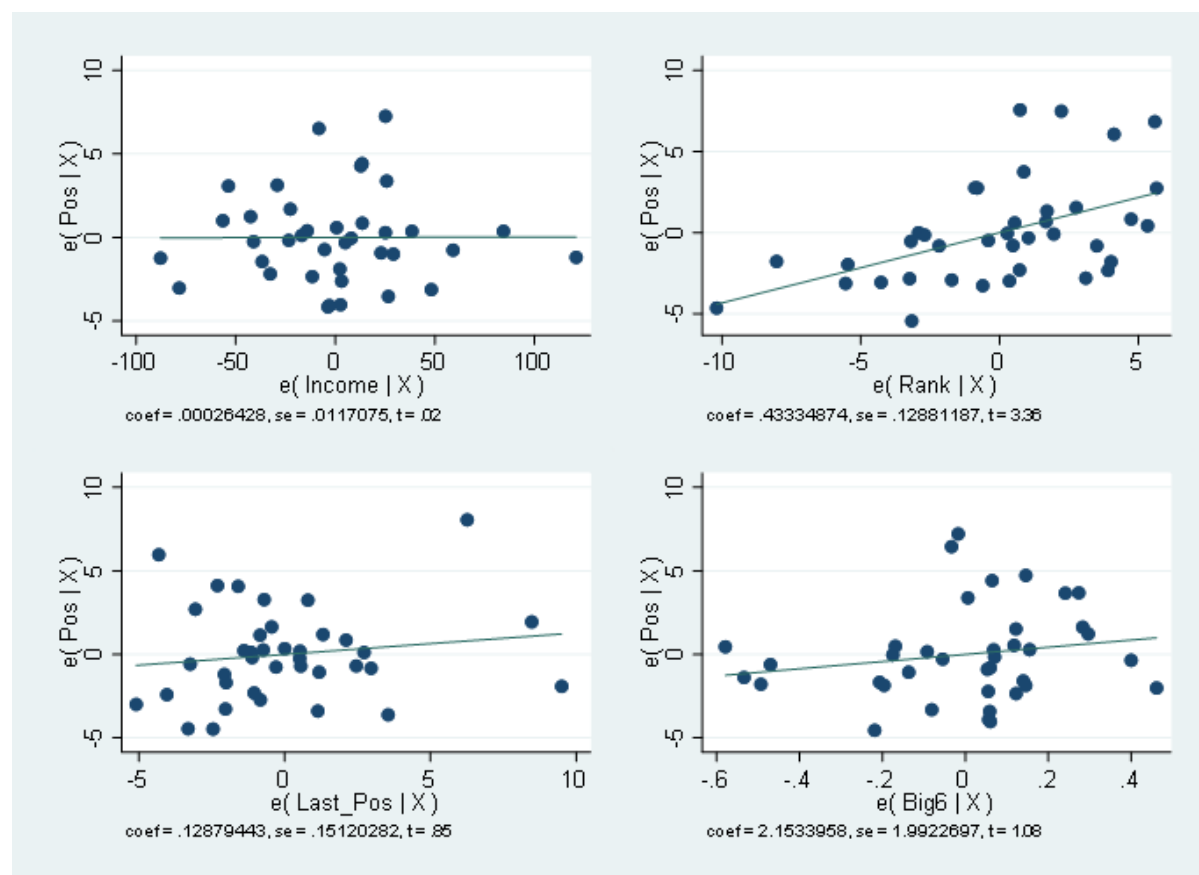 10
5
0
-5
e( Pos | X )
-100
-50
0
50
100
e( Income | X )
coef = .00026428, se = .0117075, t = .02
10
5
0
-5
e( Pos | X )
-10
-5
0
5
e( Rank | X )
coef = .43334874, se = .12881187, t = 3.36
10
5
0
-5
e( Pos | X )
-5
0
5
10
e( Last_Pos | X )
coef = .12879443, se = .15120282, t = .85
10
5
0
-5
e( Pos | X )
-.6
-.4
-.2
0
.2
.4
e( Big6 | X )
coef = 2.1533958, se = 1.9922697, t = 1.08